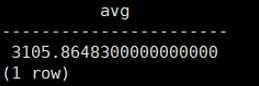 avg
-----------------------
3105.8648300000000000
(1 row)